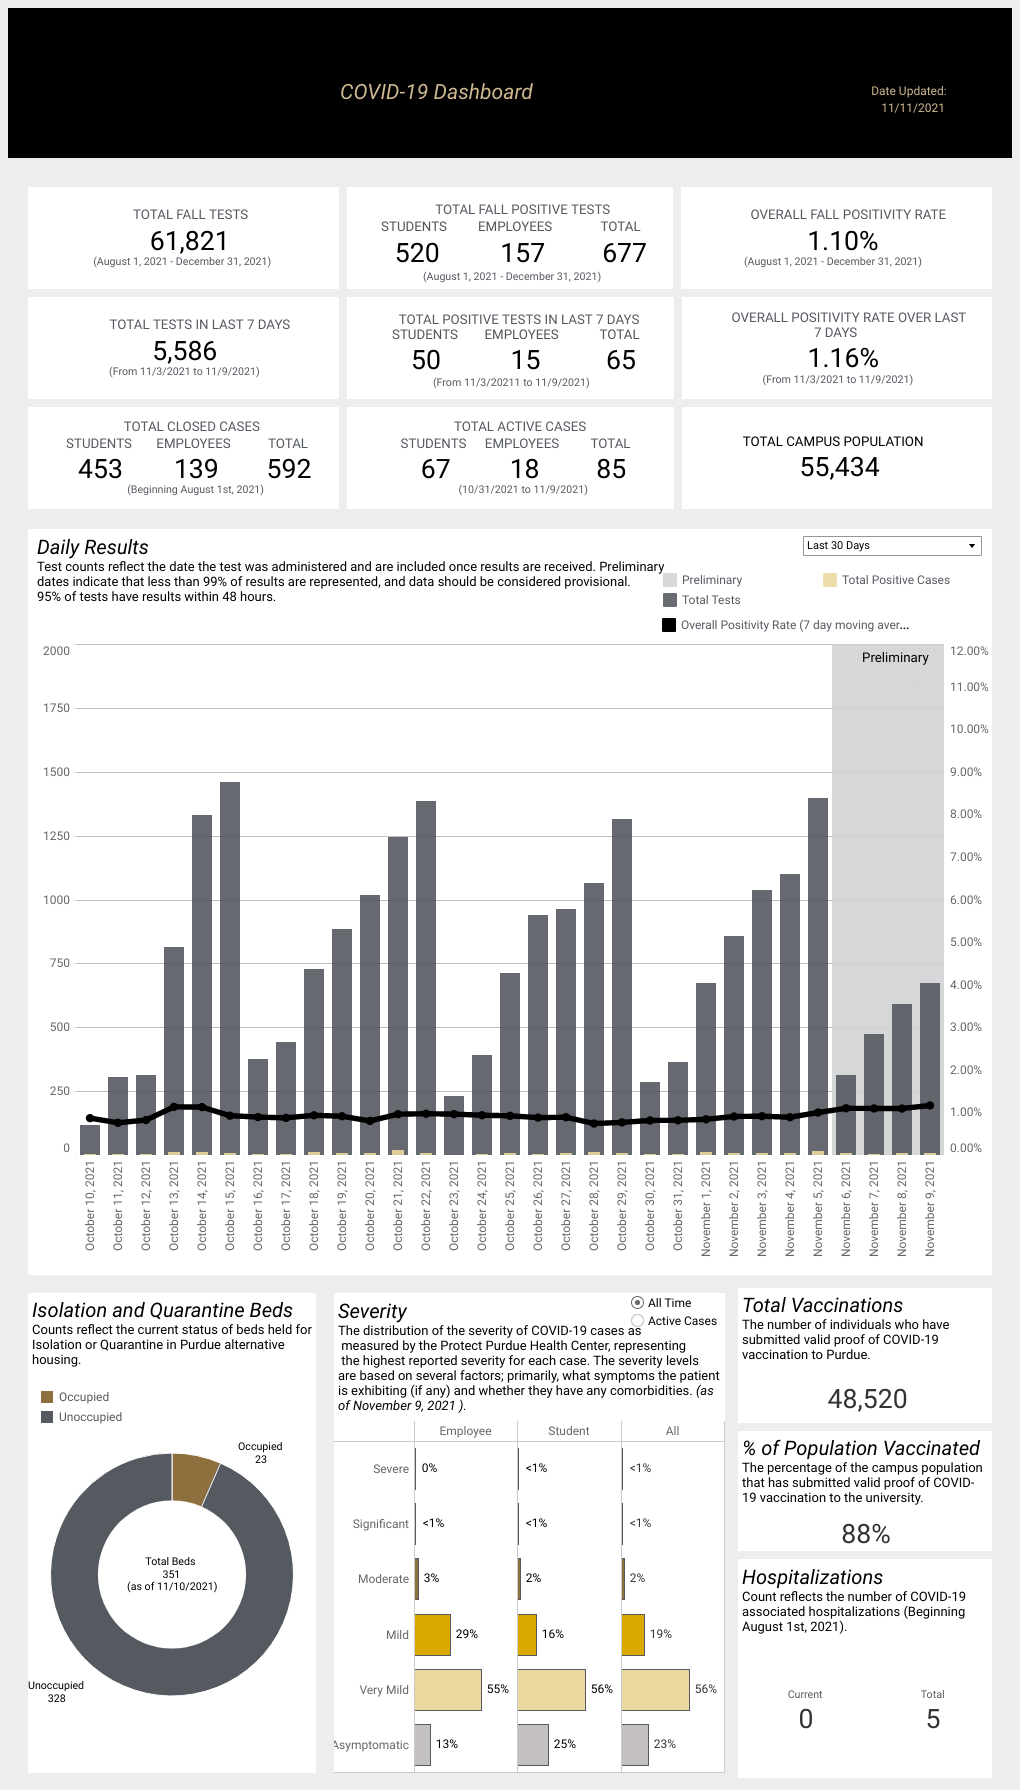 COVID-19 Dashboard
Date Updated:
11/11/2021
TOTAL FALL TESTS
61,821
(August 1, 2021 - December 31, 2021)
TOTAL FALL POSITIVE TESTS
STUDENTS EMPLOYEES TOTAL
520 157 677
(August 1, 2021 - December 31, 2021)
OVERALL FALL POSITIVITY RATE
1.10%
(August 1, 2021 - December 31, 2021)
TOTAL TESTS IN LAST 7 DAYS
5,586
(From 11/3/2021 to 11/9/2021)
TOTAL POSITIVE TESTS IN LAST 7 DAYS
STUDENTS EMPLOYEES TOTAL
50 15 65
(From 11/3/20211 to 11/9/2021)
OVERALL POSITIVITY RATE OVER LAST
7 DAYS
1.16%
(From 11/3/2021 to 11/9/2021)
TOTAL CLOSED CASES
STUDENTS EMPLOYEES TOTAL
453 139 592
(Beginning August 1st, 2021)
TOTAL ACTIVE CASES
STUDENTS EMPLOYEES TOTAL
67 18 85
(10/31/2021 to 11/9/2021)
TOTAL CAMPUS POPULATION
55,434
Daily Results
Test counts reflect the date the test was administered and are included once results are received. Preliminary
dates indicate that less than 99% of results are represented, and data should be considered provisional.
95% of tests have results within 48 hours.
Last 30 Days
Preliminary
Total Positive Cases
Total Tests
Overall Positivity Rate (7 day moving aver...
Preliminary
2000
1750
1500
1250
1000
750
500
250
0
12.00%
11.00%
10.00%
9.00%
8.00%
7.00%
6.00%
5.00%
4.00%
3.00%
2.00%
1.00%
0.00%
October 10, 2021
October 11, 2021
October 12, 2021
October 13, 2021
October 14, 2021
October 15, 2021
October 16, 2021
October 17, 2021
October 18, 2021
October 19, 2021
October 20, 2021
October 21, 2021
October 22, 2021
October 23, 2021
October 24, 2021
October 25, 2021
October 26, 2021
October 27, 2021
October 28, 2021
October 29, 2021
October 30, 2021
October 31, 2021
November 1, 2021
November 2, 2021
November 3, 2021
November 4, 2021
November 5, 2021
November 6, 2021
November 7, 2021
November 8, 2021
November 9, 2021
Isolation and Quarantine Beds
Counts reflect the current status of beds held for
Isolation or Quarantine in Purdue alternative
housing.
Occupied
Unoccupied
Occupied
23
Total Beds
351
(as of 11/10/2021)
Unoccupied
328
Severity
All Time
Active Cases
The distribution of the severity of COVID-19 cases as
measured by the Protect Purdue Health Center, representing
the highest reported severity for each case. The severity levels
are based on several factors; primarily, what symptoms the patient
is exhibiting (if any) and whether they have any comorbidities. (as
of November 9, 2021 ).
Employee Student All
Severe 0% <1% <1%
Significant <1% <1% <1%
Moderate 3% 2% 2%
Mild 29% 16% 19%
Very Mild 55% 56% 56%
Asymptomatic 13% 25% 23%
Total Vaccinations
The number of individuals who have
submitted valid proof of COVID-19
vaccination to Purdue.
48,520
% of Population Vaccinated
The percentage of the campus population
that has submitted valid proof of COVID-
19 vaccination to the university.
88%
Hospitalizations
Count reflects the number of COVID-19
associated hospitalizations (Beginning
August 1st, 2021).
Current Total
0 5